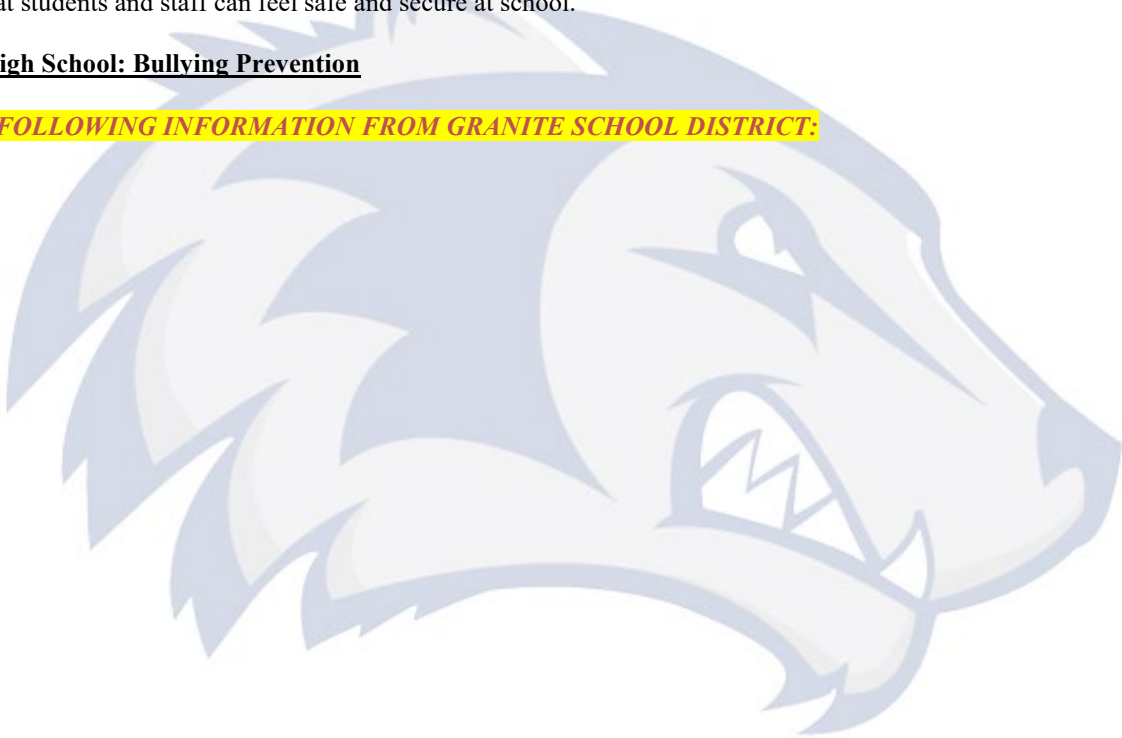 at students and staff can feel safe and secure at school.
igh School: Bullying Prevention
FOLLOWING INFORMATION FROM GRANITE SCHOOL DISTRICT: